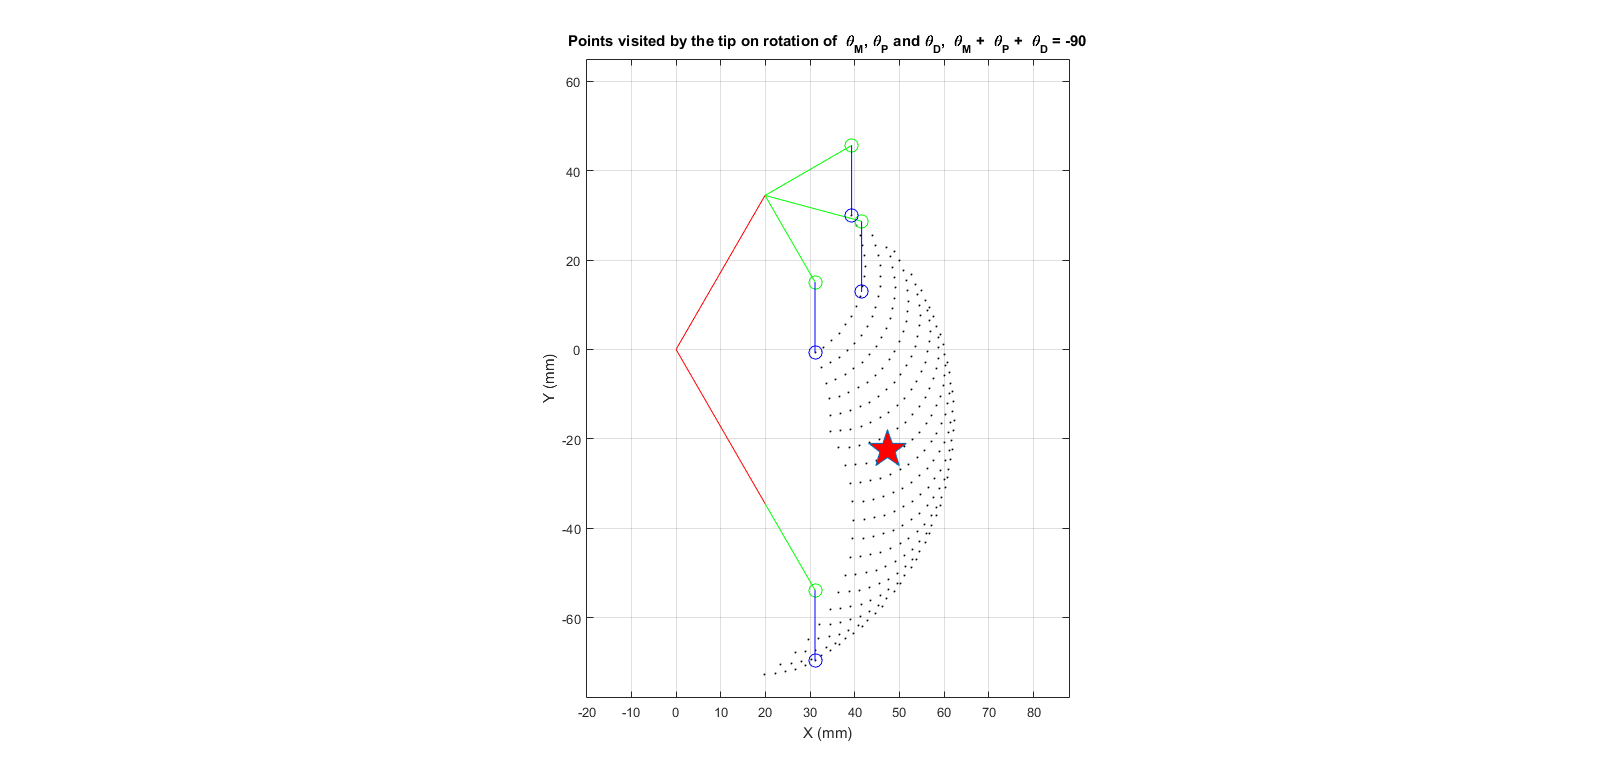 Points visited by the tip on rotation of θM, θP and θD, θM + θP + θD = -90
60
40
20
0
-20
-40
-60
Y (mm)
-20 -10 0 10 20 30 40 50 60 70 80
X (mm)